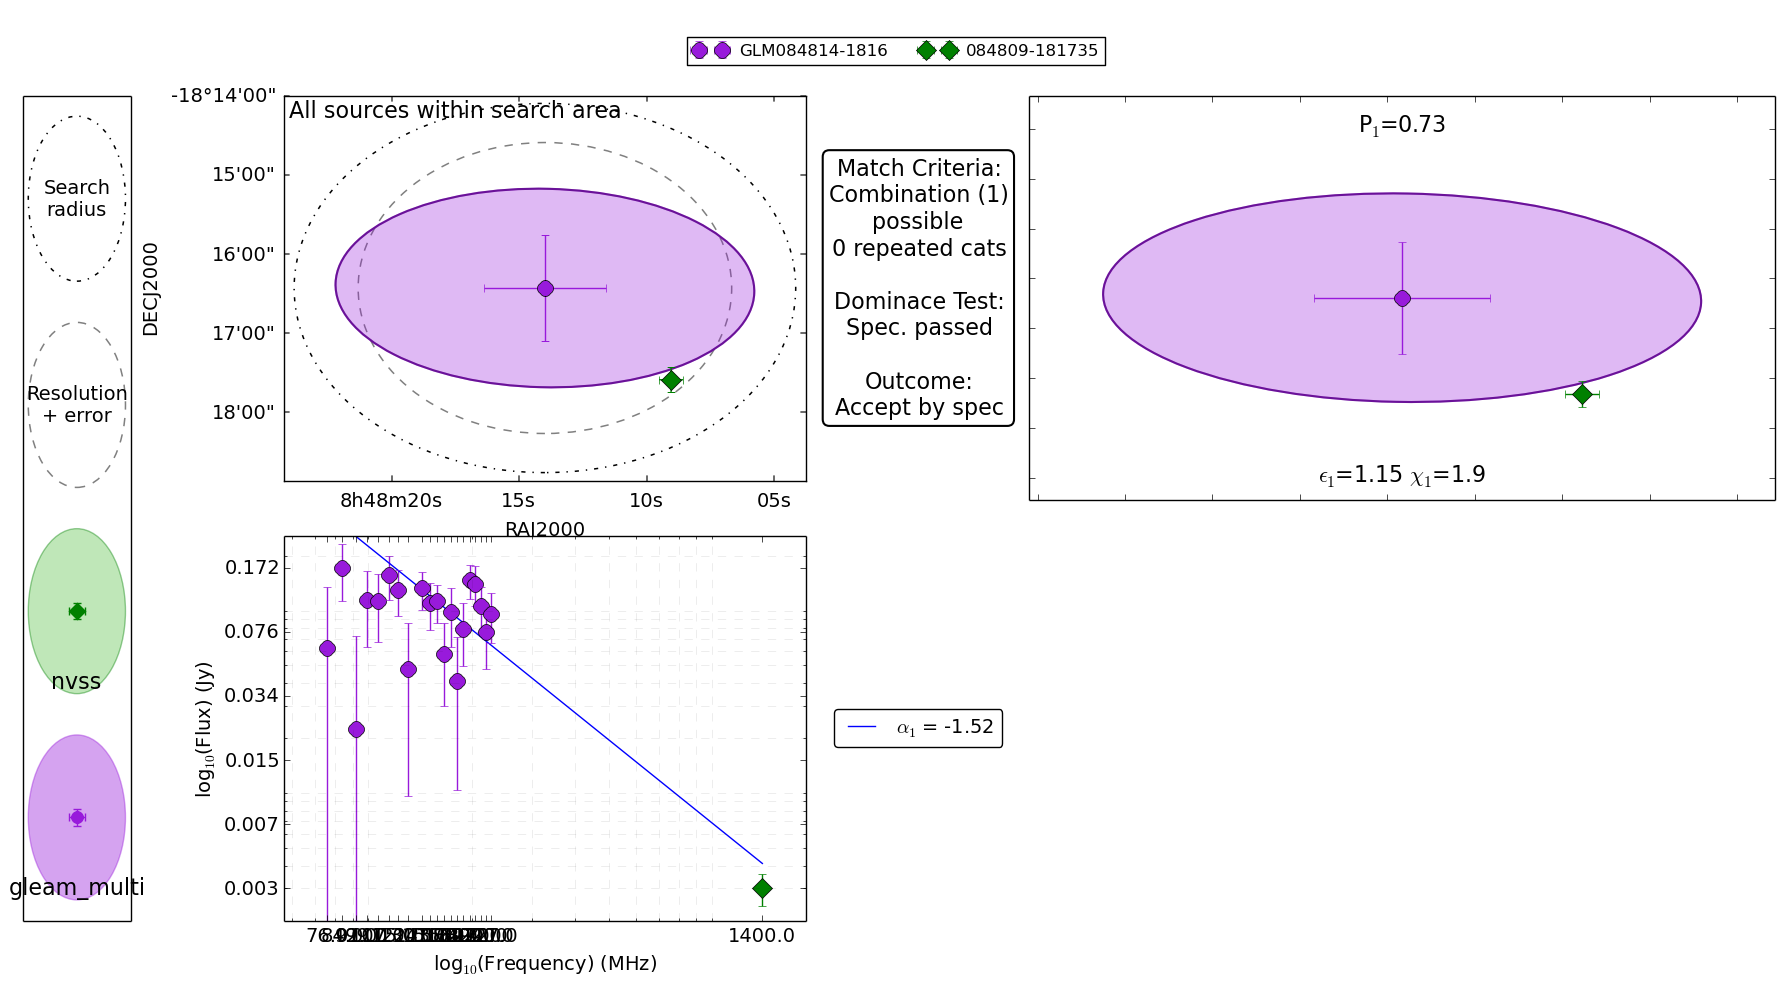 GLM084814-1816
084809-181735
Search
radius
Resolution
+ error
nvss
gleam_multi
All sources within search area
-18°14'00"
15'00"
16'00"
17'00"
18'00"
DECJ2000
8h48m20s
15s
10s
05s
RAJ2000
Match Criteria:
Combination (1)
possible
0 repeated cats
Dominace Test:
Spec. passed
Outcome:
Accept by spec
P₁=0.73
ϵ₁=1.15 χ₁=1.9
0.172
0.076
0.034
0.015
0.007
0.003
log₁₀(Flux) (Jy)
1400.0
log₁₀(Frequency) (MHz)
α₁ = -1.52